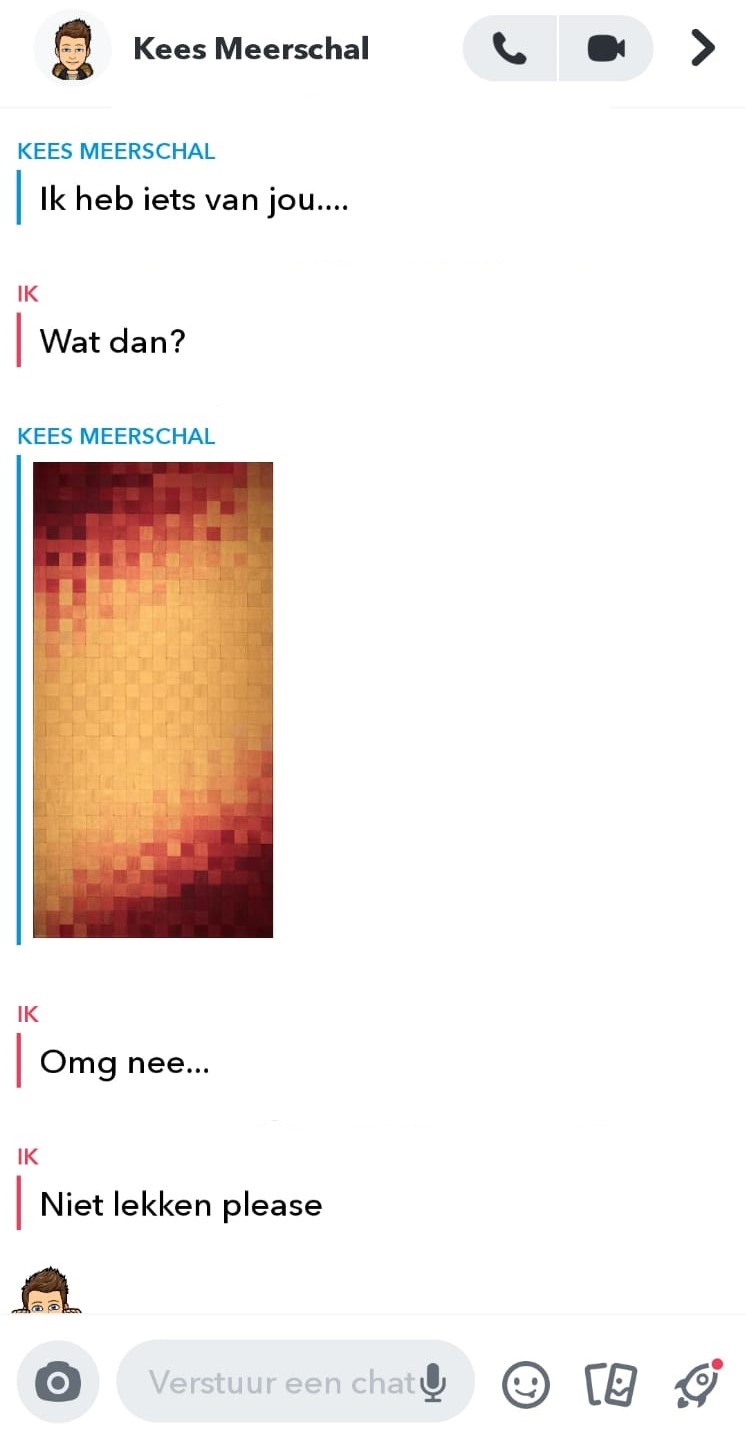 Kees Meerschal
KEES MEERSCHAL
Ik heb iets van jou....
IK
Wat dan?
KEES MEERSCHAL
IK
Omg nee...
IK
Niet lekken please
Verstuur een chat